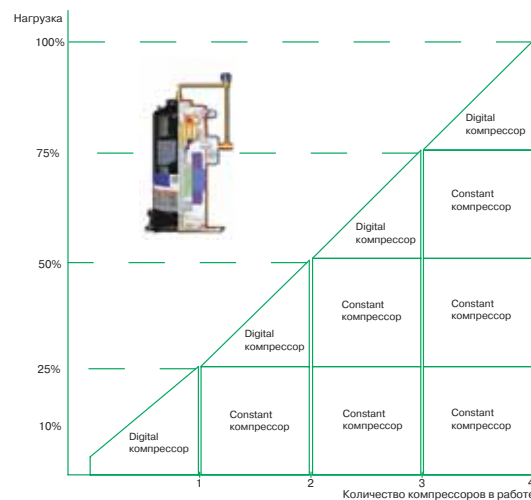 Нагрузка
100%
Digital
компрессор
75%
Constant
компрессор
Digital
компрессор
50%
Constant
компрессор
Constant
компрессор
Digital
компрессор
25%
10%
Digital
компрессор
Constant
компрессор
Constant
компрессор
Constant
компрессор
1
2
3
4
Количество компрессоров в работе